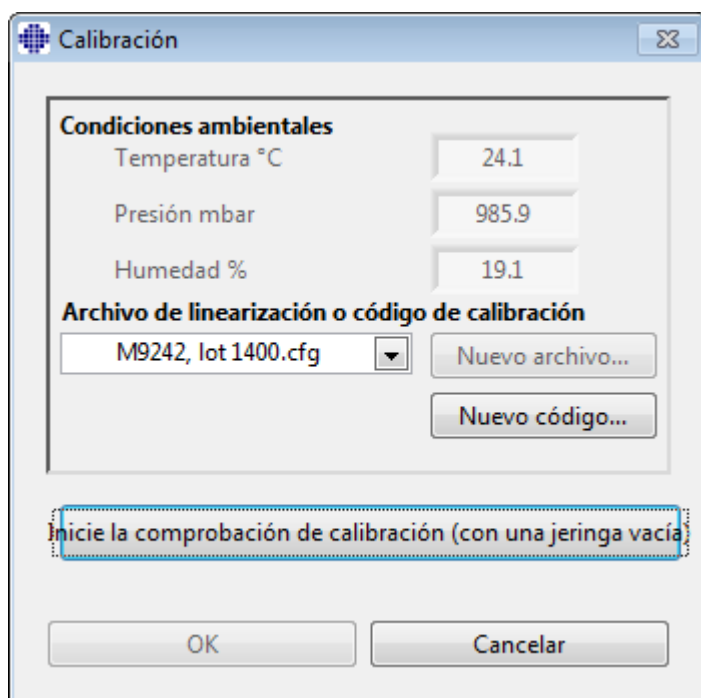 Calibración
Condiciones ambientales
Temperatura °C 24.1
Presión mbar 985.9
Humedad % 19.1
Archivo de linearización o código de calibración
M9242, lot 1400.cfg Nuevo archivo...
Nuevo código...
Inicie la comprobación de calibración (con una jeringa vacía)
OK Cancelar